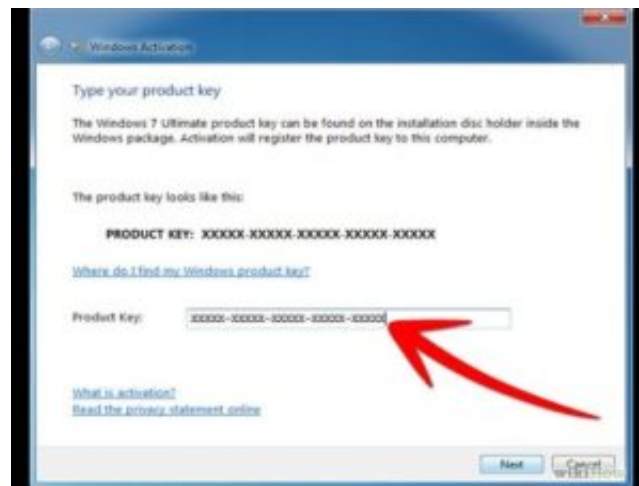 Windows Activation
Type your product key
The Windows 7 Ultimate product key can be found on the installation disc holder inside the
Windows package. Activation will register the product key to this computer.
The product key looks like this:
PRODUCT KEY: XXXXX-XXXXX-XXXXX-XXXXX-XXXXX
Where do I find my Windows product key?
Product Key: XXXXX-XXXXX-XXXXX-XXXXX-XXXXX
What is activation?
Read the privacy statement online
Next Cancel
wikiHow